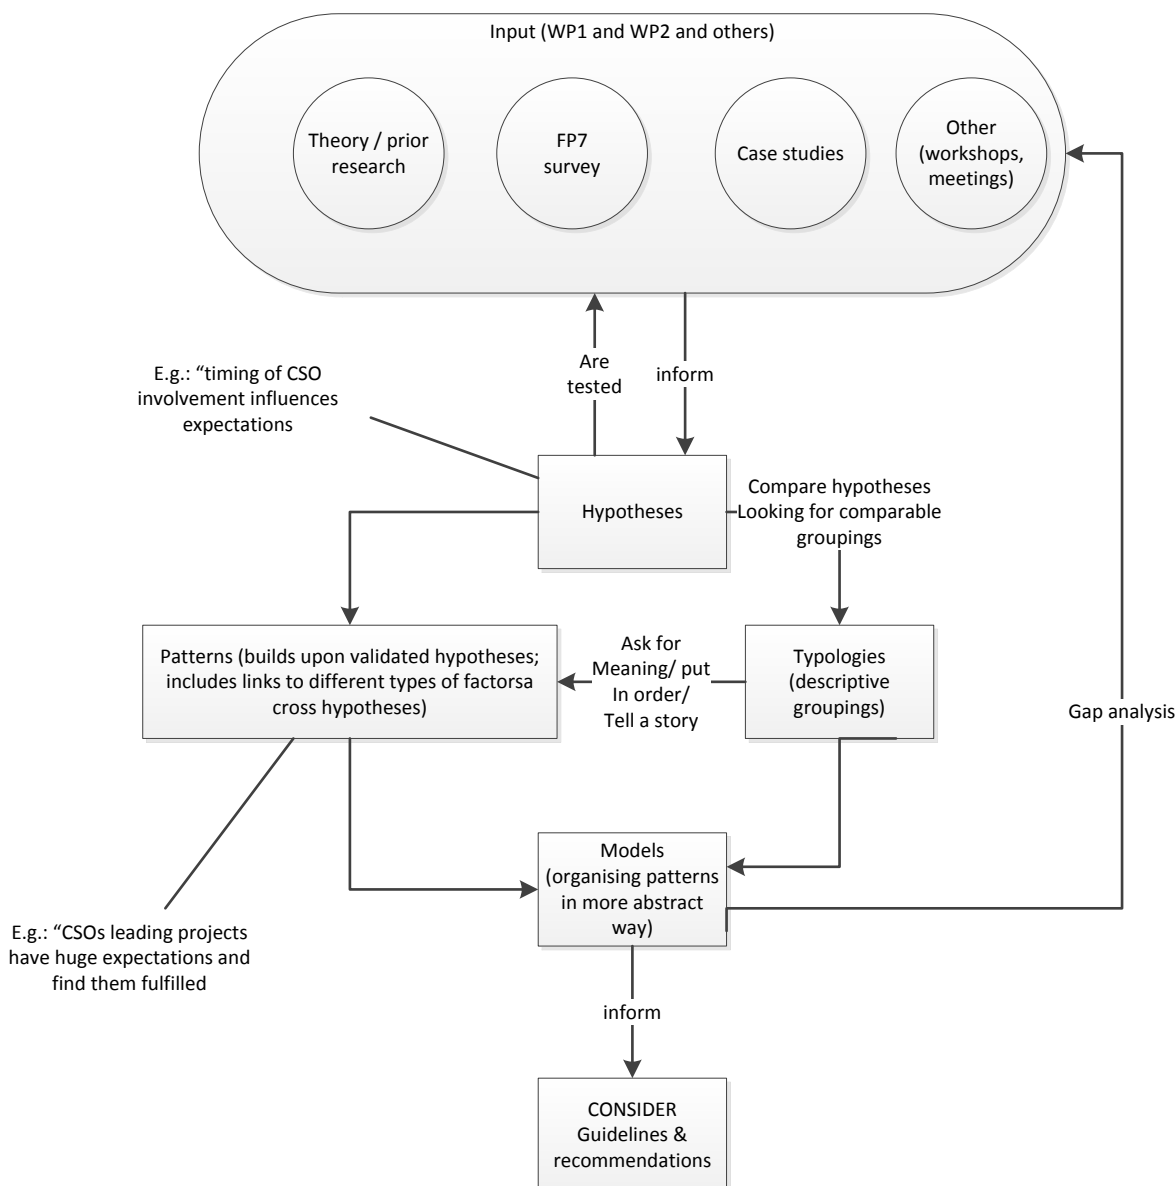 Input (WP1 and WP2 and others)
Theory / prior
research
FP7
survey
Case studies
Other
(workshops,
meetings)
Are
tested
inform
E.g.: “timing of CSO
involvement influences
expectations
Hypotheses
Compare hypotheses
Looking for comparable
groupings
Patterns (builds upon validated hypotheses;
includes links to different types of factorsa
cross hypotheses)
Ask for
Meaning/ put
In order/
Tell a story
Typologies
(descriptive
groupings)
Gap analysis
Models
(organising patterns
in more abstract
way)
E.g.: “CSOs leading projects
have huge expectations and
find them fulfilled
inform
CONSIDER
Guidelines &
recommendations